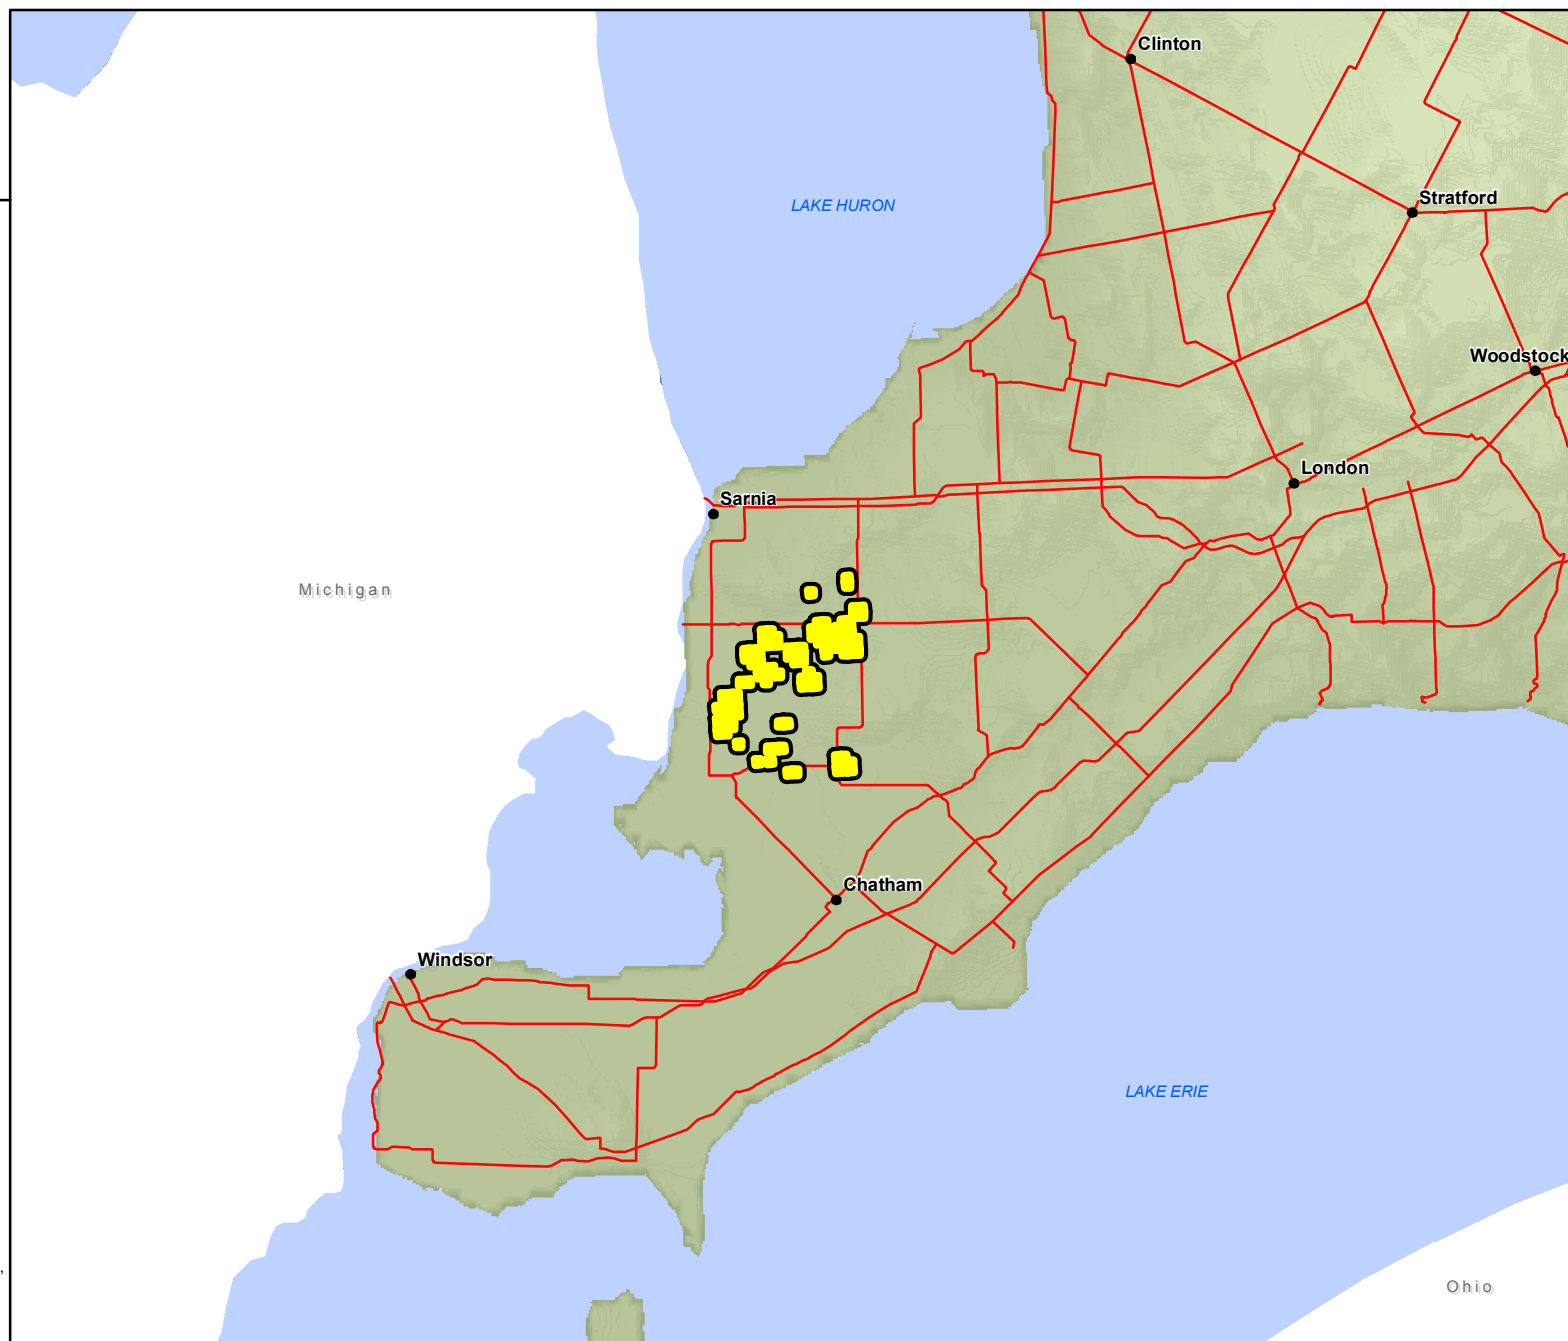 Clinton
Stratford
LAKE HURON
Woodstock
London
Sarnia
Michigan
Chatham
Windsor
LAKE ERIE
Ohio